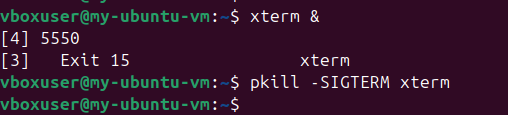 vboxuser@my-ubuntu-vm:~$ xterm &
[4] 5550
[3]   Exit 15                 xterm
vboxuser@my-ubuntu-vm:~$ pkill -SIGTERM xterm
vboxuser@my-ubuntu-vm:~$